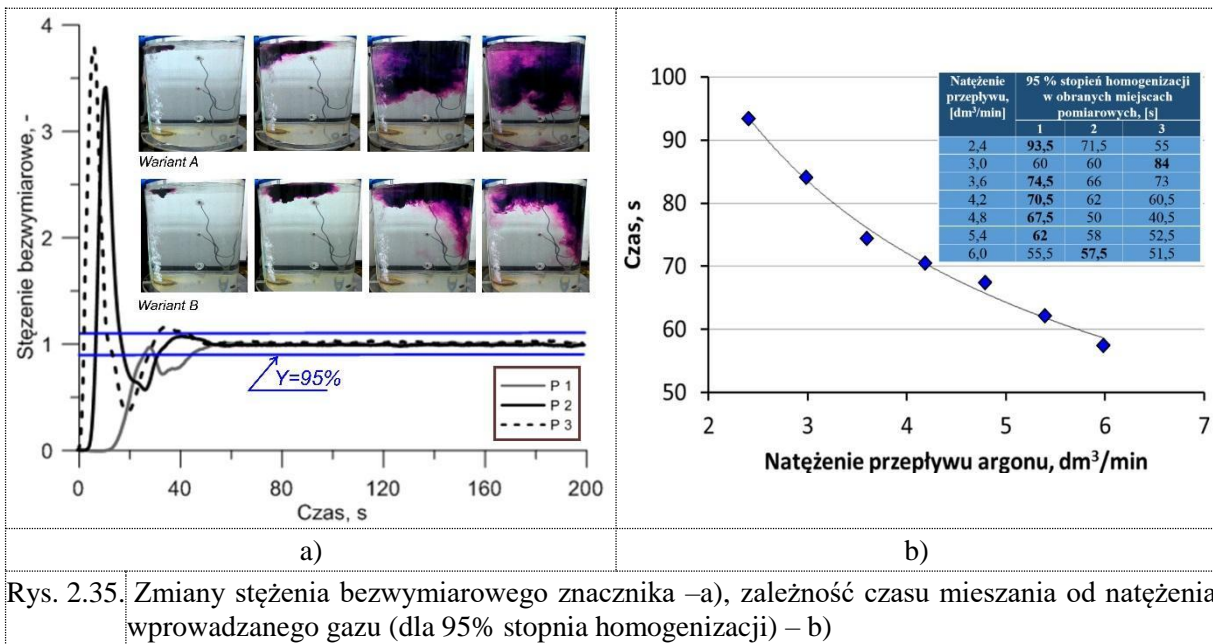 4
3
2
1
0
Stężenie bezwymiarowe, -
Wariant A
Wariant B
Y=95%
P 1
P 2
P 3
0 40 80 120 160 200
Czas, s
100
90
80
70
60
50
Czas, s
Natężenie przepływu, [dm³/min]
95 % stopień homogenizacji w obranych miejscach pomiarowych, [s]
1 2 3
2,4 93,5 71,5 55
3,0 60 60 84
3,6 74,5 66 73
4,2 70,5 62 60,5
4,8 67,5 50 40,5
5,4 62 58 52,5
6,0 55,5 57,5 51,5
2 3 4 5 6 7
Natężenie przepływu argonu, dm³/min
a) b)
Rys. 2.35. Zmiany stężenia bezwymiarowego znacznika –a), zależność czasu mieszania od natężenia
wprowadzanego gazu (dla 95% stopnia homogenizacji) – b)